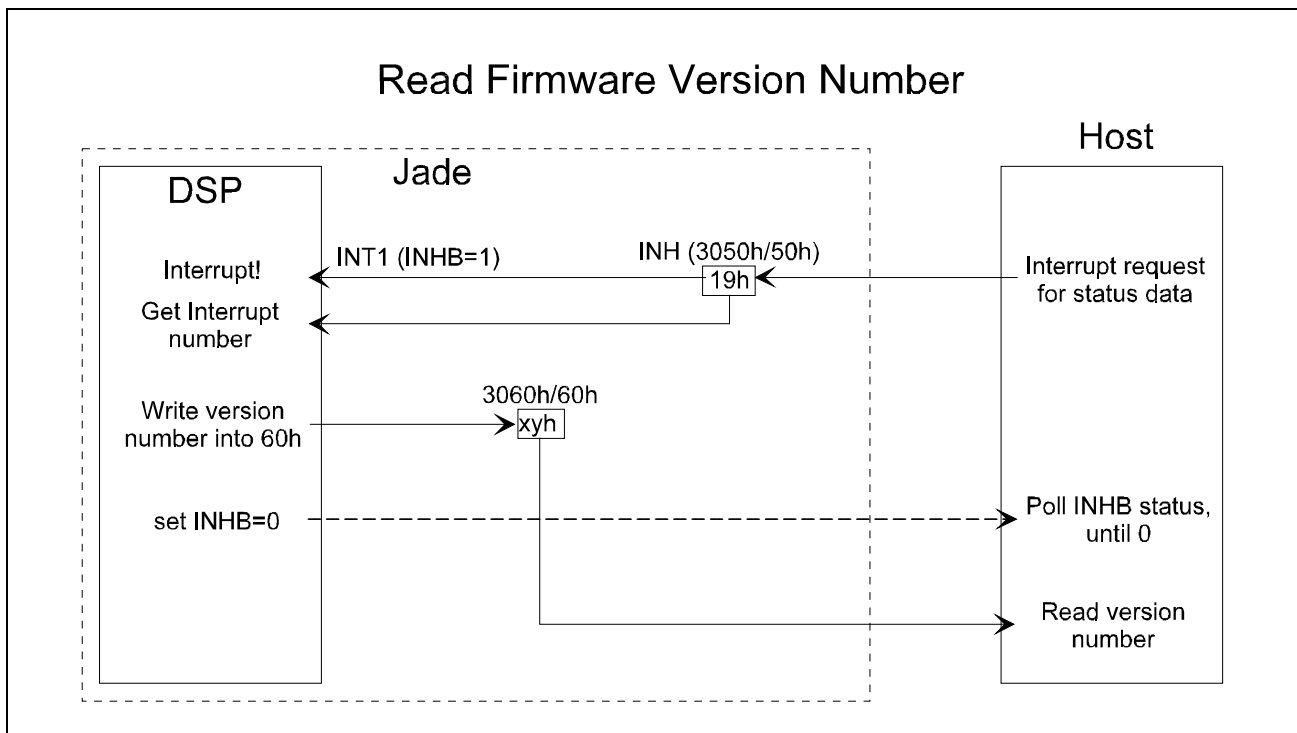 Read Firmware Version Number
Host
Jade
DSP
INT1 (INHB=1)
INH (3050h/50h)
Interrupt!
19h
Interrupt request
for status data
Get Interrupt
number
3060h/60h
Write version
number into 60h
xyh
set INHB=0
Poll INHB status,
until 0
Read version
number